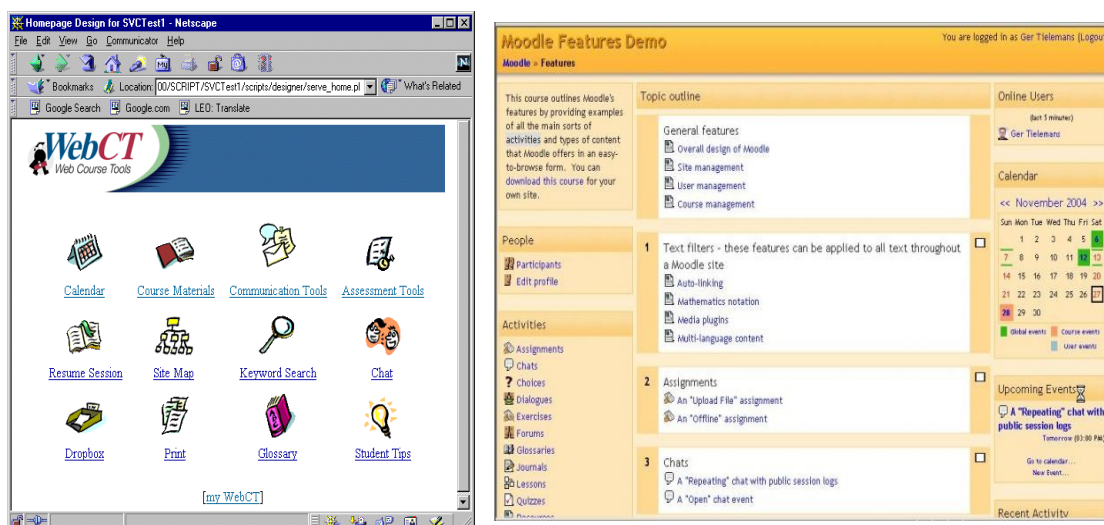 Homepage Design for SVCTest1 - Netscape
File Edit View Go Communicator Help
Bookmarks Location: 00/SCRIPT/SVCTest1/scripts/designer/serve_home.pl What's Related
Google Search Google.com LEO: Translate
WebCT
Web Course Tools
Calendar Course Materials Communication Tools Assessment Tools
Resume Session Site Map Keyword Search Chat
Dropbox Print Glossary Student Tips
[my WebCT]
Moodle Features Demo
You are logged in as Ger Tielemans (Logout
Moodle » Features
This course outlines Moodle's
features by providing examples
of all the main sorts of
activities and types of content
that Moodle offers in an easy-
to-browse form. You can
download this course for your
own site.
People
Participants
Edit profile
Activities
Assignments
Chats
Choices
Dialogues
Exercises
Forums
Glossaries
Journals
Lessons
Quizzes
Topic outline
General features
Overall design of Moodle
Site management
User management
Course management
1 Text filters - these features can be applied to all text throughout
a Moodle site
Auto-linking
Mathematics notation
Media plugins
Multi-language content
2 Assignments
An "Upload File" assignment
An "Offline" assignment
3 Chats
A "Repeating" chat with public session logs
A "Open" chat event
Online Users
(last 5 minutes)
Ger Tielemans
Calendar
<< November 2004 >>
Sun Mon Tue Wed Thu Fri Sat
1 2 3 4 5 6
7 8 9 10 11 12 13
14 15 16 17 18 19 20
21 22 23 24 25 26 27
28 29 30
Global events Course events
User events
Upcoming Events
A "Repeating" chat with
public session logs
Tomorrow (03:00 PM)
Go to calendar...
New Event...
Recent Activity